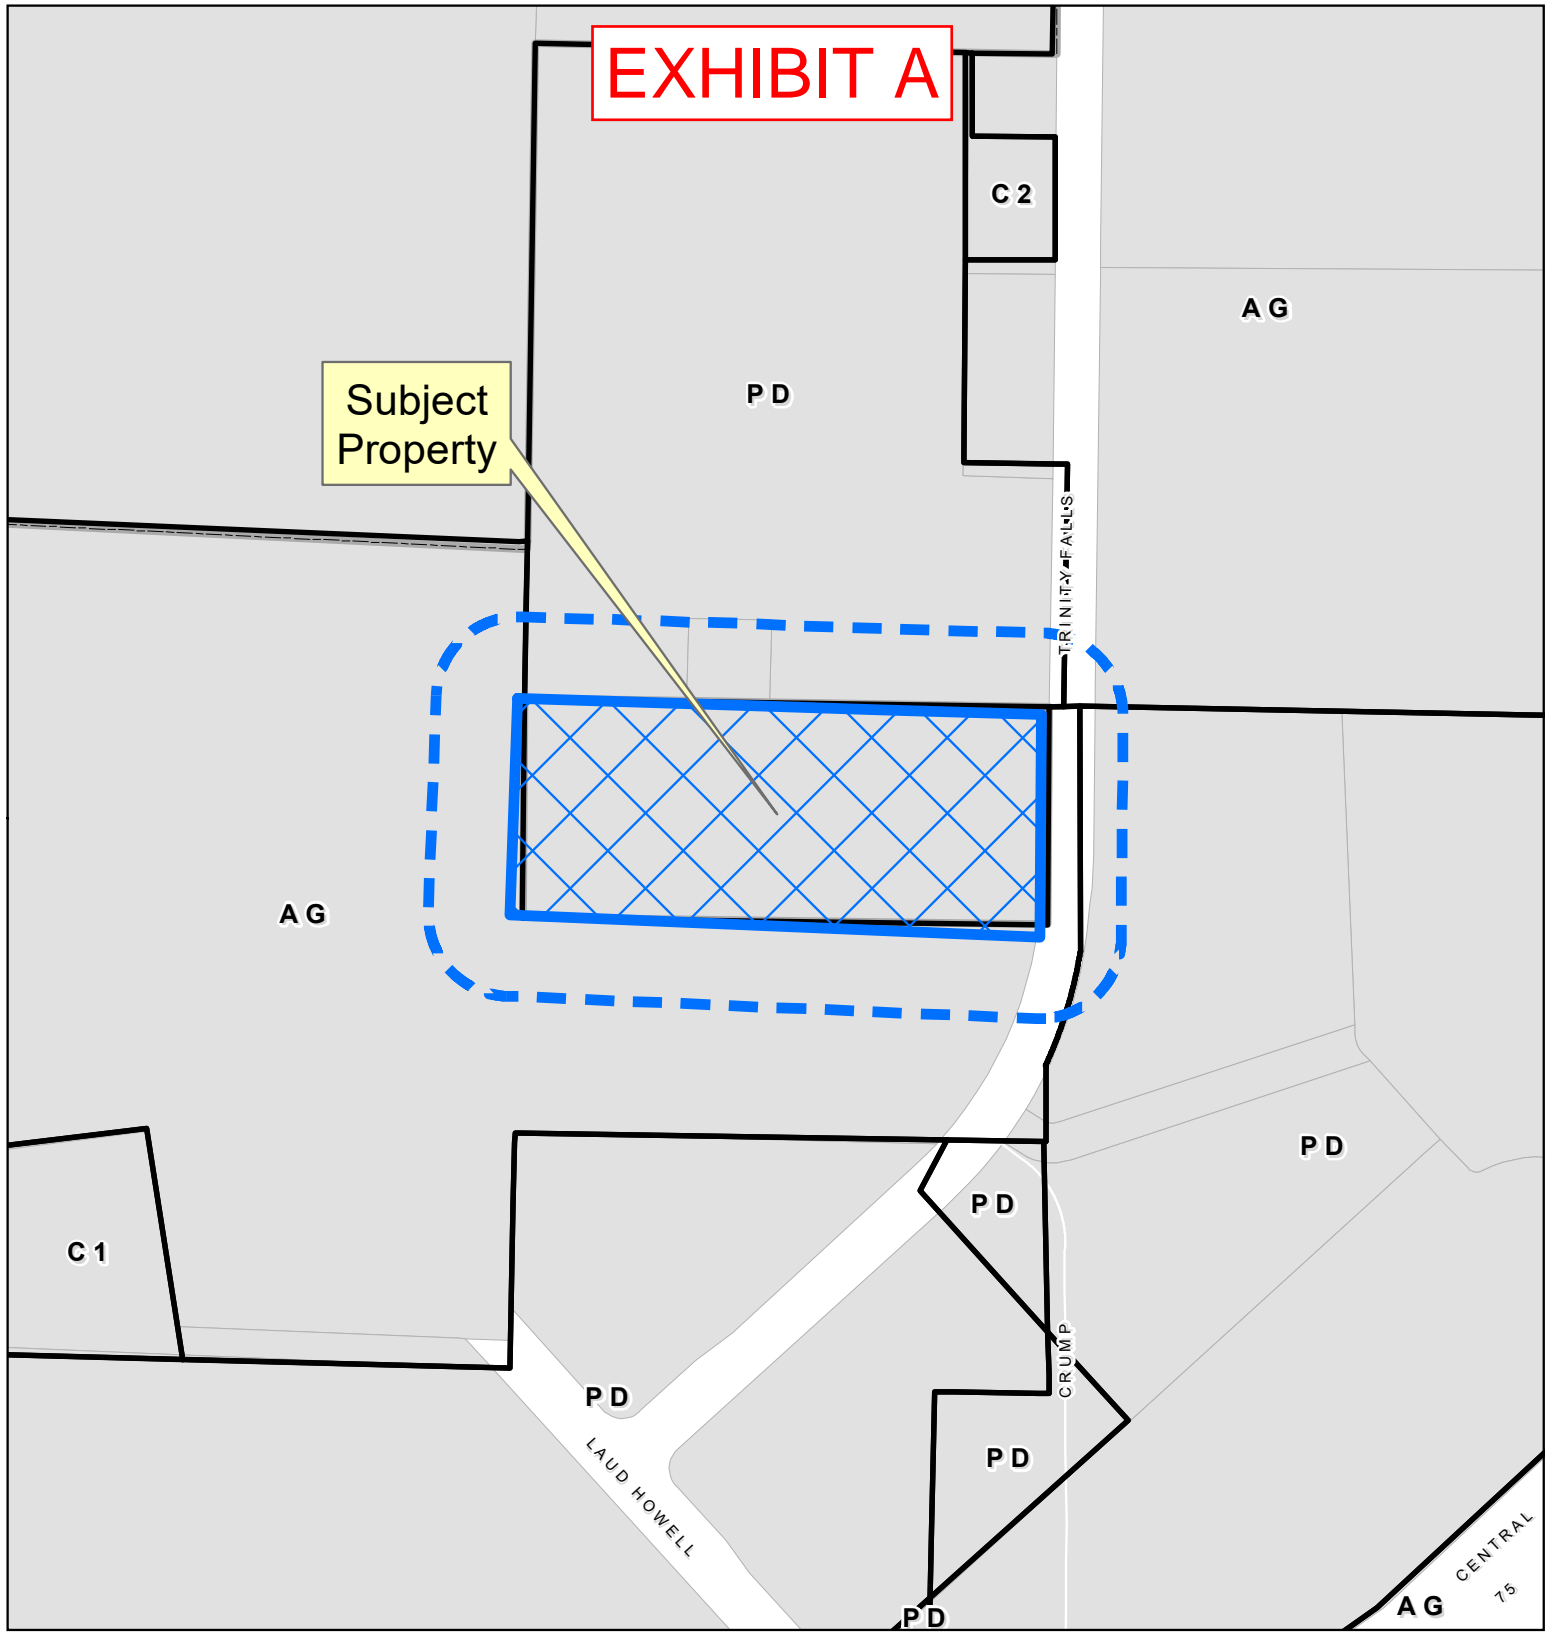 EXHIBIT A
C 2
A G
P D
Subject
Property
TRINITY FALLS
A G
P D
P D
C 1
CRUMP
P D
LAUD HOWELL
P D
CENTRAL
75
A G
P D